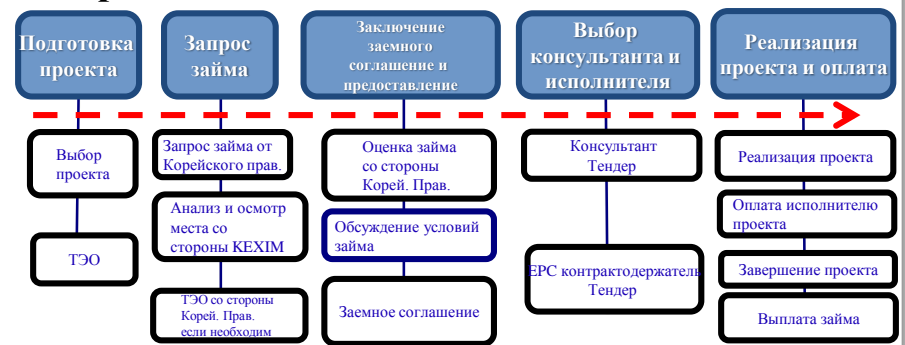 Подготовка
проекта
Запрос
займа
Заключение
заемного
соглашение и
предоставление
Выбор
консультанта и
исполнителя
Реализация
проекта и оплата
Выбор
проекта
ТЭО
Запрос займа от
Корейского прав.
Анализ и осмотр
места со
стороны KEXIM
ТЭО со стороны
Корей. Прав.
если необходим
Оценка займа
со стороны
Корей. Прав.
Обсуждение условий
займа
Заемное соглашение
Консультант
Тендер
EPC контрактодержатель
Тендер
Реализация проекта
Оплата исполнителю
проекта
Завершение проекта
Выплата займа